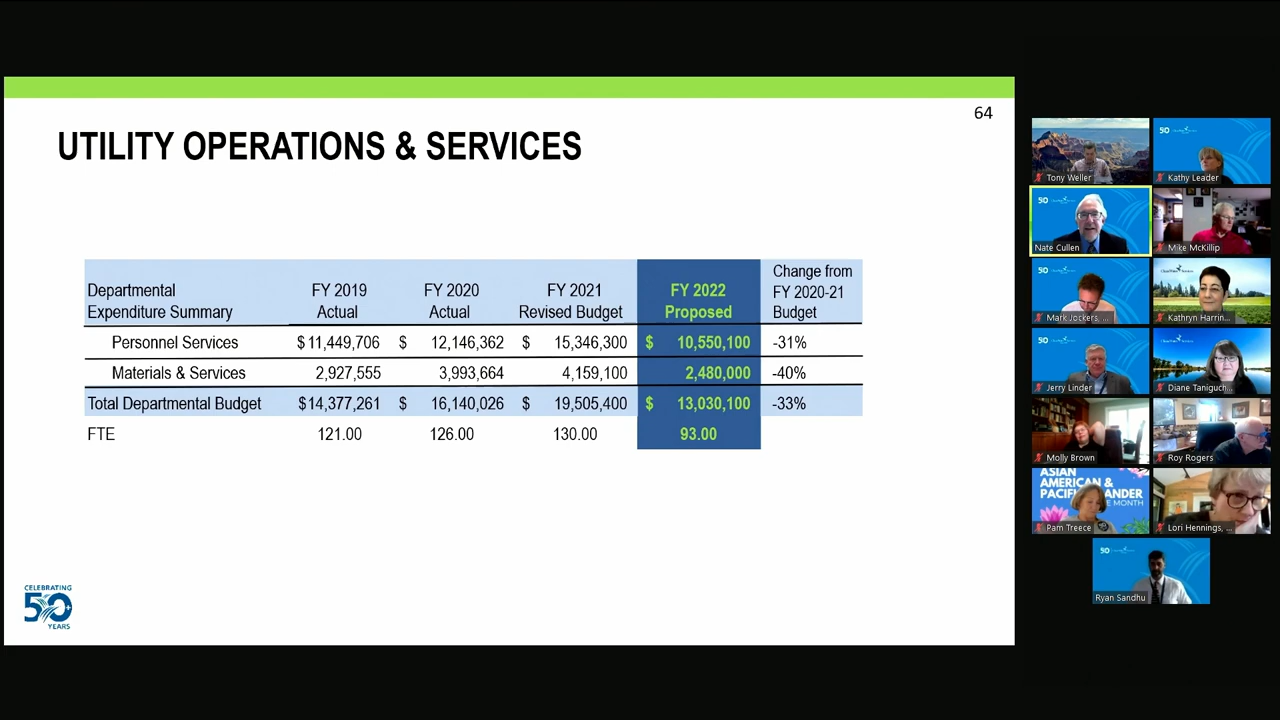 64
UTILITY OPERATIONS & SERVICES
Departmental Expenditure Summary FY 2019 Actual FY 2020 Actual FY 2021 Revised Budget FY 2022 Proposed Change from FY 2020-21 Budget
Personnel Services $11,449,706 $ 12,146,362 $ 15,346,300 $ 10,550,100 -31%
Materials & Services 2,927,555 3,993,664 4,159,100 2,480,000 -40%
Total Departmental Budget $14,377,261 $ 16,140,026 $ 19,505,400 $ 13,030,100 -33%
FTE 121.00 126.00 130.00 93.00
CELEBRATING
50
YEARS
Tony Weller
50
Kathy Leader
50
Nate Cullen
Mike McKillip
50
Mark Jockers, ...
Kathryn Harrin...
50
Jerry Linder
Diane Taniguch...
Molly Brown
Roy Rogers
ASIAN
AMERICAN &
PACIFIC ISLANDER
MONTH
Pam Treece
Lori Hennings, ...
50
Ryan Sandhu